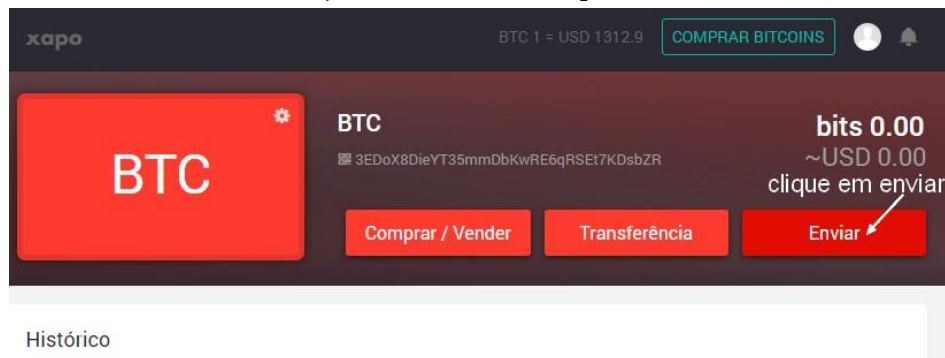 xapo
BTC 1 = USD 1312.9
COMPRAR BITCOINS
BTC
BTC
3EDoX8DieYT35mmDbKwRE6qRSEt7KDsbZR
bits 0.00
~USD 0.00
clique em enviar
Comprar / Vender
Transferência
Enviar
Histórico